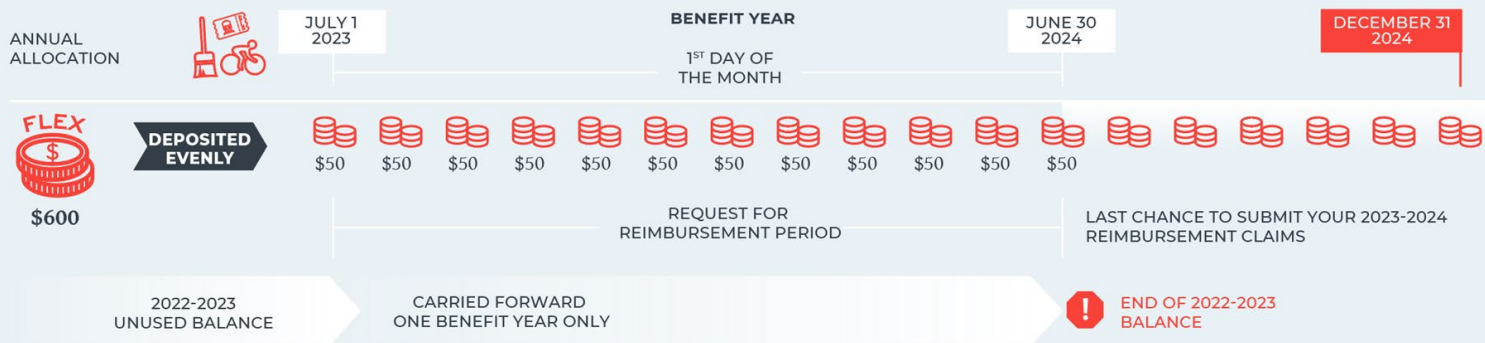 ANNUAL
ALLOCATION
JULY 1
2023
BENEFIT YEAR
1ST DAY OF
THE MONTH
JUNE 30
2024
DECEMBER 31
2024
FLEX
$
$600
DEPOSITED
EVENLY
$50 $50 $50 $50 $50 $50 $50 $50 $50 $50 $50 $50
REQUEST FOR
REIMBURSEMENT PERIOD
LAST CHANCE TO SUBMIT YOUR 2023-2024
REIMBURSEMENT CLAIMS
2022-2023
UNUSED BALANCE
CARRIED FORWARD
ONE BENEFIT YEAR ONLY
!
END OF 2022-2023
BALANCE